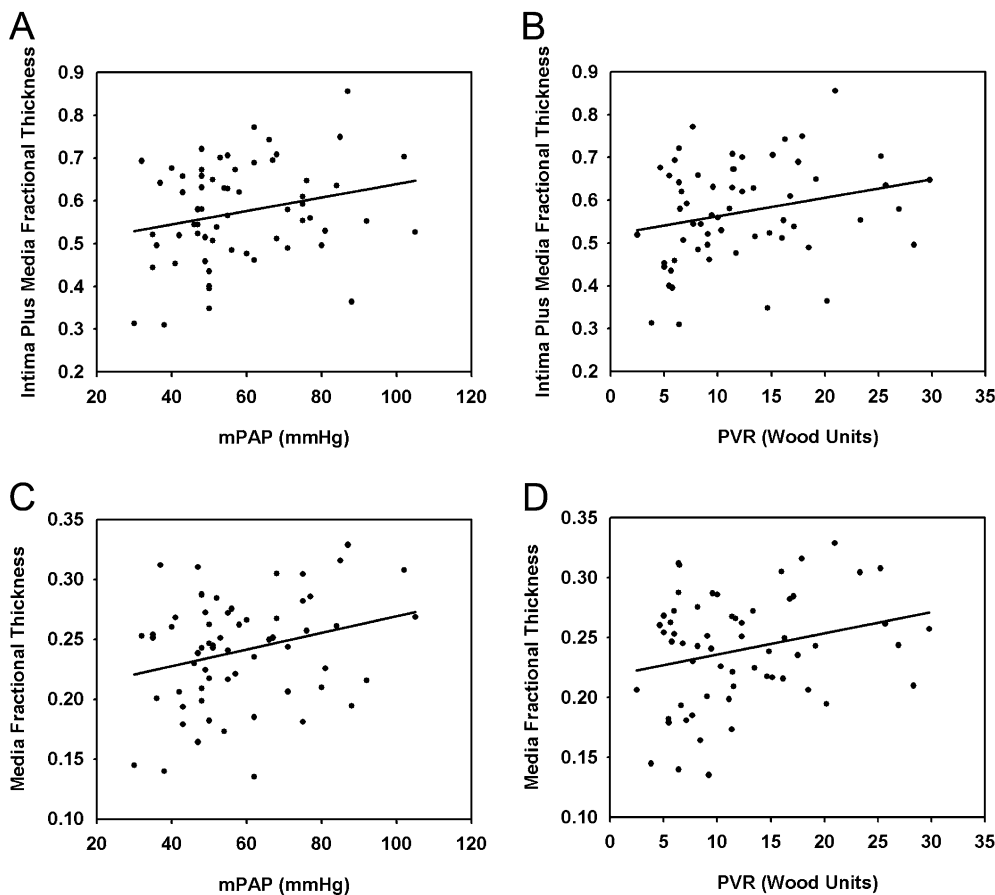 A
B
Intima Plus Media Fractional Thickness
0.9
0.8
0.7
0.6
0.5
0.4
0.3
0.2
20 40 60 80 100 120
mPAP (mmHg)
Intima Plus Media Fractional Thickness
0.9
0.8
0.7
0.6
0.5
0.4
0.3
0.2
0 5 10 15 20 25 30 35
PVR (Wood Units)
C
D
Media Fractional Thickness
0.35
0.30
0.25
0.20
0.15
0.10
20 40 60 80 100 120
mPAP (mmHg)
Media Fractional Thickness
0.35
0.30
0.25
0.20
0.15
0.10
0 5 10 15 20 25 30 35
PVR (Wood Units)